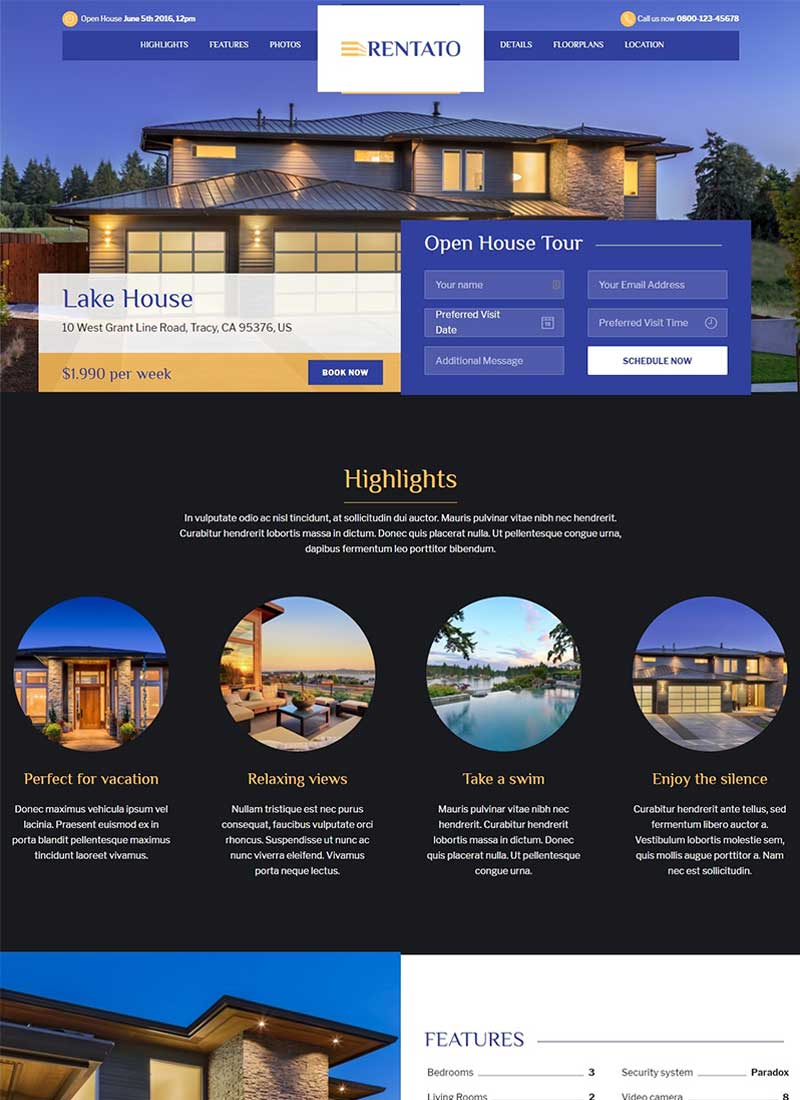 Open House June 5th 2016, 12pm
Call us now 0800-123-45678
HIGHLIGHTS FEATURES PHOTOS
RENTATO
DETAILS FLOORPLANS LOCATION
Lake House
10 West Grant Line Road, Tracy, CA 95376, US
$1.990 per week
BOOK NOW
Open House Tour
Your name
Your Email Address
Preferred Visit
Date
Preferred Visit Time
Additional Message
SCHEDULE NOW
Highlights
In vulputate odio ac nisl tincidunt, at sollicitudin dui auctor. Mauris pulvinar vitae nibh nec hendrerit.
Curabitur hendrerit lobortis massa in dictum. Donec quis placerat nulla. Ut pellentesque congue urna,
dapibus fermentum leo porttitor bibendum.
Perfect for vacation
Donec maximus vehicula ipsum vel
lacinia. Praesent euismod ex in
porta blandit pellentesque maximus
tincidunt laoreet vivamus.
Relaxing views
Nullam tristique est nec purus
consequat, faucibus vulputate orci
rhoncus. Suspendisse ut nunc ac
nunc viverra eleifend. Vivamus
porta neque lectus.
Take a swim
Mauris pulvinar vitae nibh nec
hendrerit. Curabitur hendrerit
lobortis massa in dictum. Donec
quis placerat nulla. Ut pellentesque
congue urna.
Enjoy the silence
Curabitur hendrerit ante tellus, sed
fermentum libero auctor a.
Vestibulum lobortis molestie sem,
quis mollis augue porttitor a. Nam
nec est sollicitudin.
FEATURES
Bedrooms 3
Security system Paradox
Living Rooms 2
Video camera 8